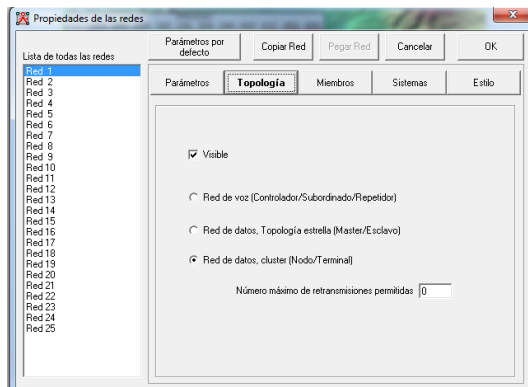 Propiedades de las redes
Parámetros por
defecto
Copiar Red
Pegar Red
Cancelar
OK
Lista de todas las redes
Parámetros
Topología
Miembros
Sistemas
Estilo
Red 1
Red 2
Red 3
Red 4
Red 5
Red 6
Red 7
Red 8
Red 9
Red 10
Red 11
Red 12
Red 13
Red 14
Red 15
Red 16
Red 17
Red 18
Red 19
Red 20
Red 21
Red 22
Red 23
Red 24
Red 25
Visible
Red de voz (Controlador/Subordinado/Repetidor)
Red de datos, Topología estrella (Master/Esclavo)
Red de datos, cluster (Nodo/Terminal)
Número máximo de retransmisiones permitidas 0